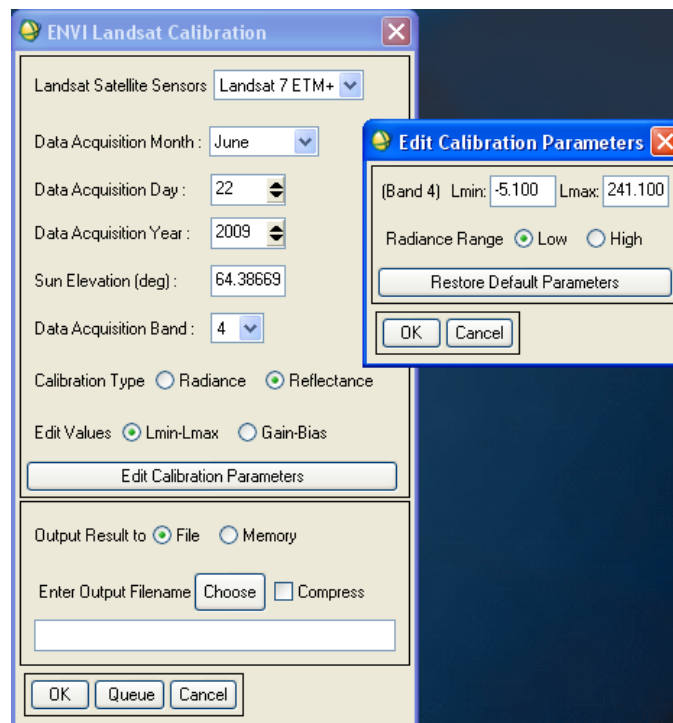 ENVI Landsat Calibration
Landsat Satellite Sensors Landsat 7 ETM+
Data Acquisition Month : June
Data Acquisition Day : 22
Data Acquisition Year : 2009
Sun Elevation (deg) : 64.38669
Data Acquisition Band : 4
Calibration Type Radiance Reflectance
Edit Values Lmin-Lmax Gain-Bias
Edit Calibration Parameters
Output Result to File Memory
Enter Output Filename Choose Compress
OK Queue Cancel
Edit Calibration Parameters
(Band 4) Lmin: -5.100 Lmax: 241.100
Radiance Range Low High
Restore Default Parameters
OK Cancel